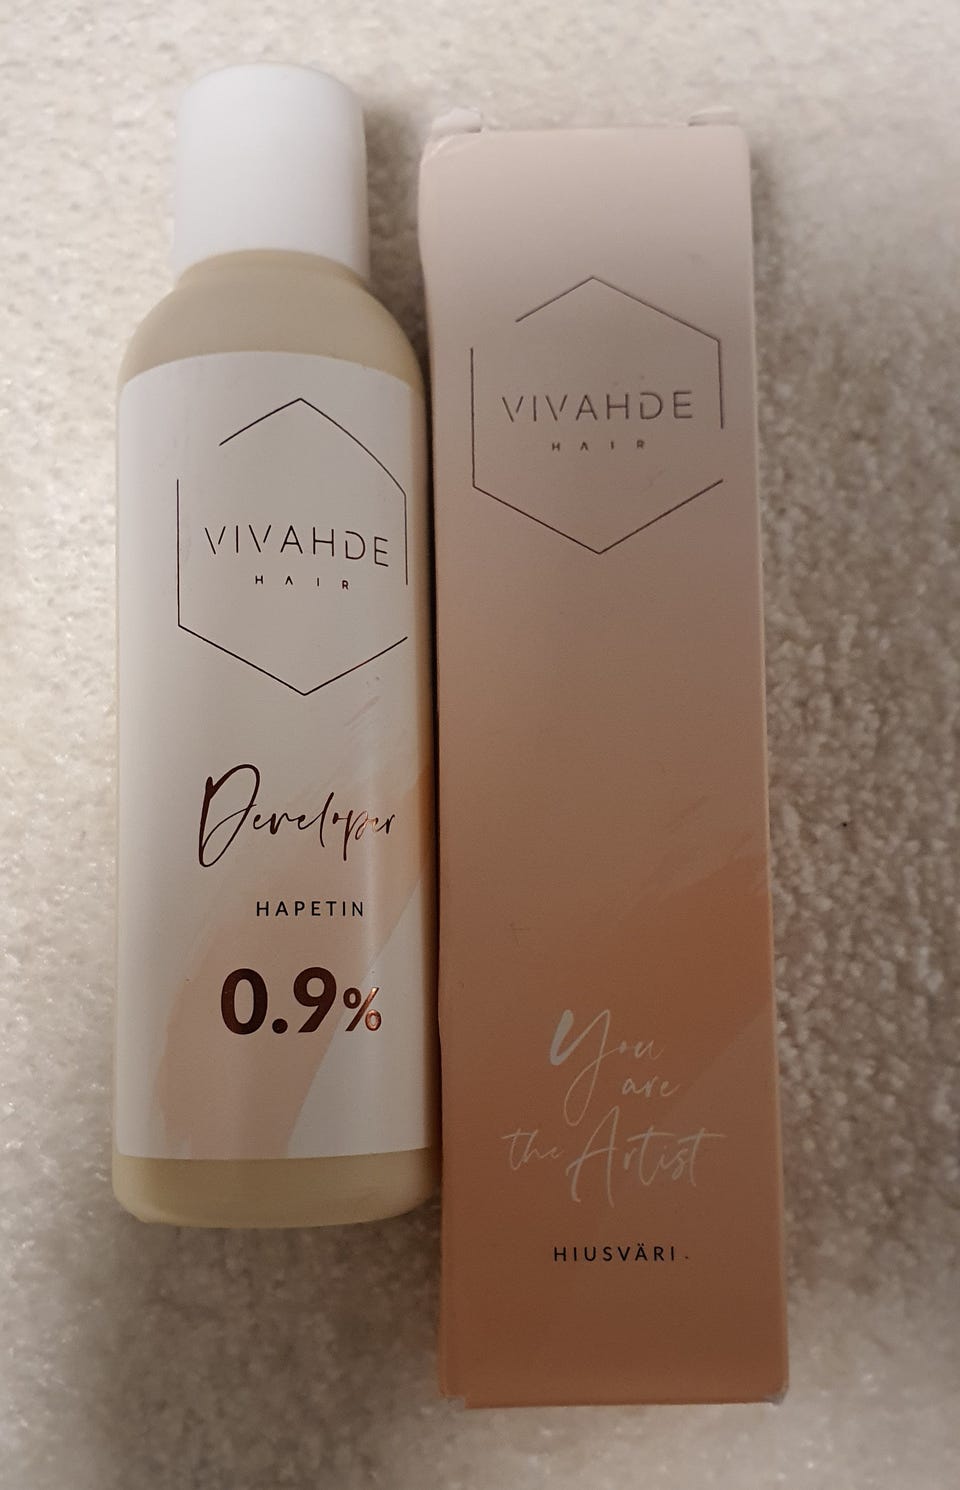 VIVAHDE
HAIR
Developer
HAPETIN
0.9%
VIVAHDE
HAIR
You
are
the Artist
HIUSVÄRI